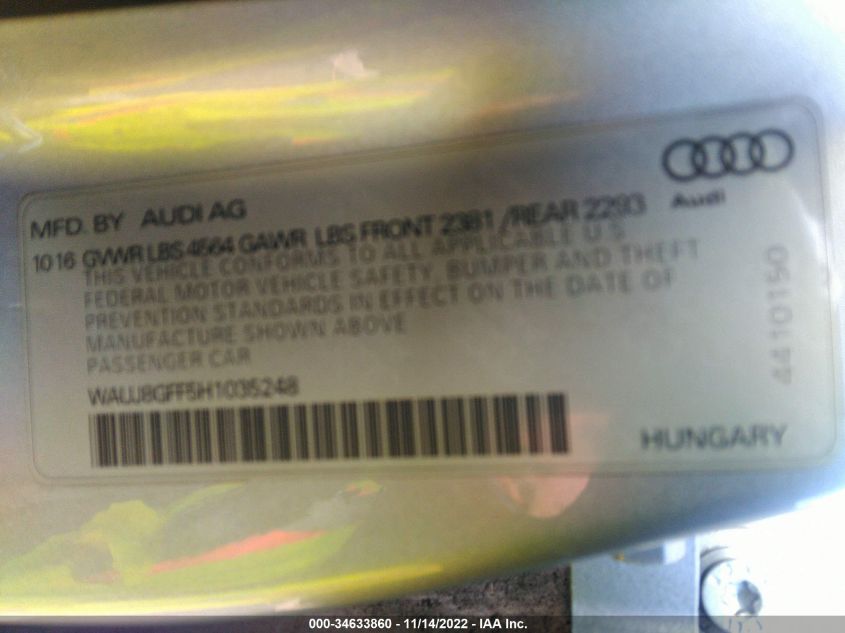 Audi
MFD. BY AUDI AG
10 16 GVWR LBS 4564 GAWR LBS FRONT 2381 / REAR 2293
THIS VEHICLE CONFORMS TO ALL APPLICABLE U.S.
FEDERAL MOTOR VEHICLE SAFETY, BUMPER AND THEFT
PREVENTION STANDARDS IN EFFECT ON THE DATE OF
MANUFACTURE SHOWN ABOVE
PASSENGER CAR
WAUJ8GFF5H1035248
HUNGARY
4410150
000-34633860 - 11/14/2022 - IAA Inc.